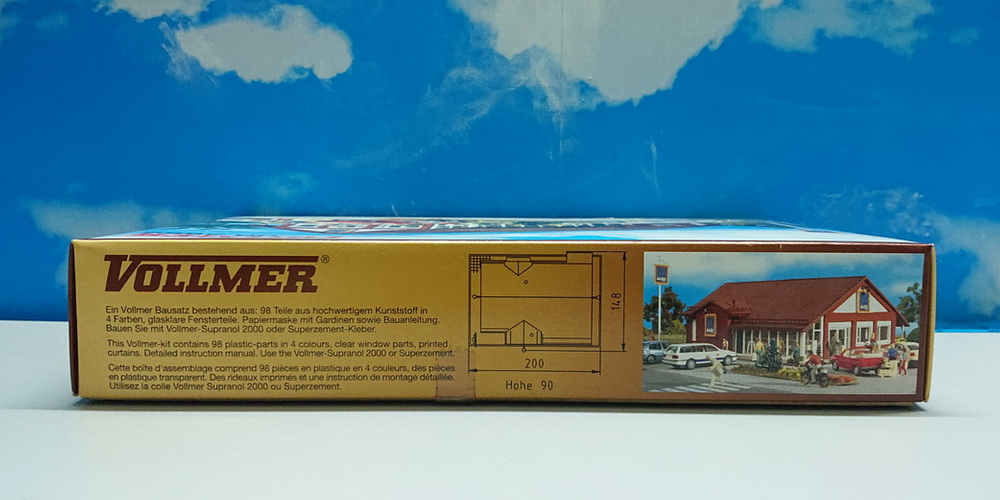 VOLLMER®
Ein Vollmer Bausatz bestehend aus: 98 Teile aus hochwertigem Kunststoff in
4 Farben, glasklare Fensterteile. Papiermaske mit Gardinen sowie Bauanleitung.
Bauen Sie mit Vollmer-Supranol 2000 oder Superzement-Kleber.
This Vollmer-kit contains 98 plastic-parts in 4 colours, clear window parts, printed
curtains. Detailed instruction manual. Use the Vollmer-Supranol 2000 or Superzement.
Cette boîte d'assemblage comprend 98 pièces en plastique en 4 couleurs, des pièces
en plastique transparent. Des rideaux imprimés et une instruction de montage détaillée.
Utilisez la colle Vollmer Supranol 2000 ou Superzement.
148
200
Höhe 90